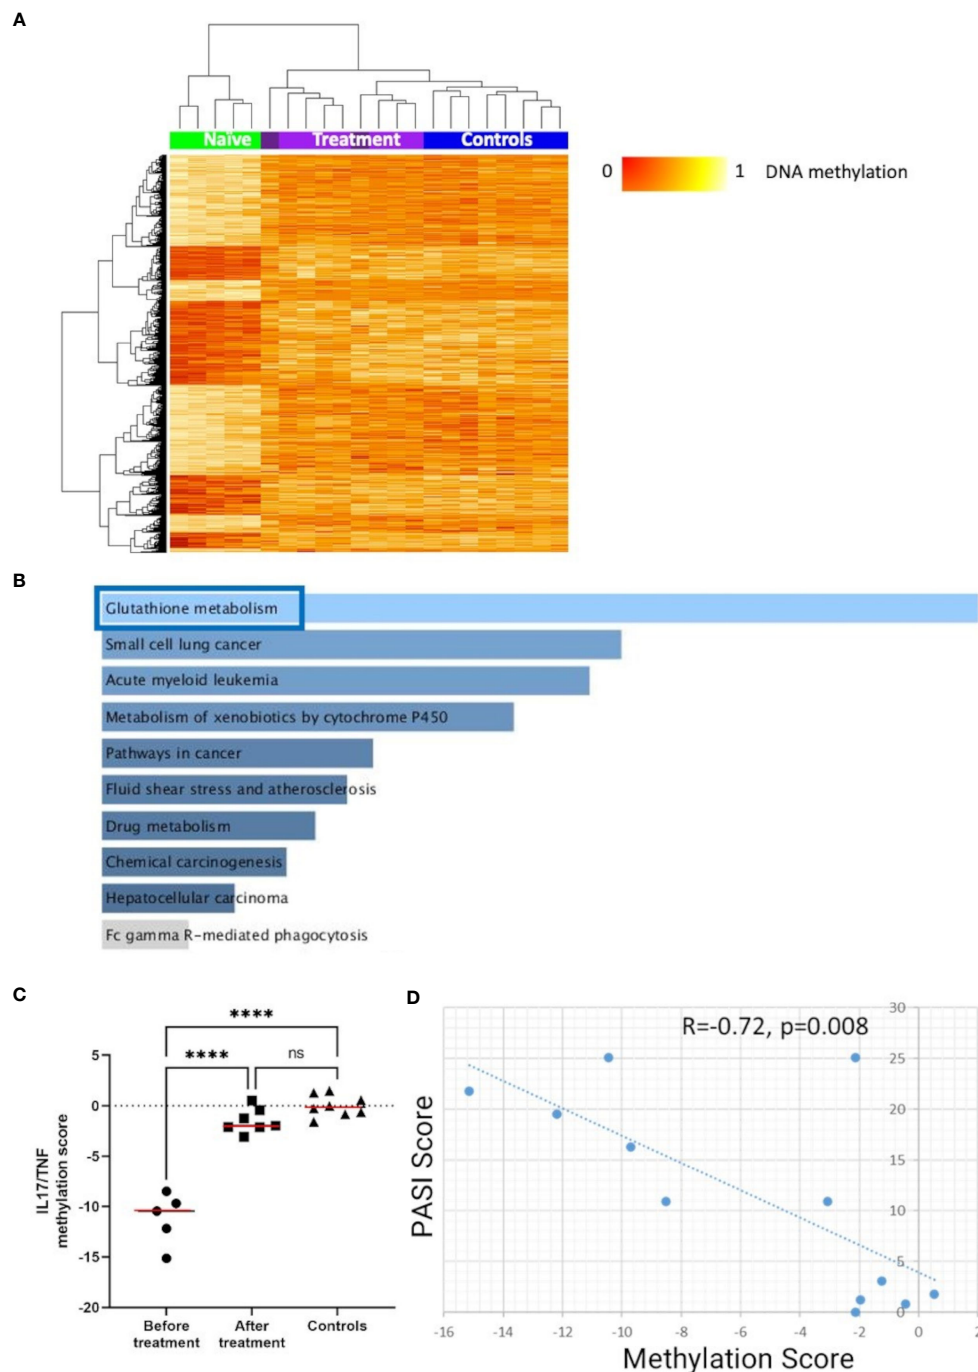 A
Naïve Treatment Controls
0 1 DNA methylation
B
Glutathione metabolism
Small cell lung cancer
Acute myeloid leukemia
Metabolism of xenobiotics by cytochrome P450
Pathways in cancer
Fluid shear stress and atherosclerosis
Drug metabolism
Chemical carcinogenesis
Hepatocellular carcinoma
Fc gamma R-mediated phagocytosis
C
****
**** ns
5
0
-5
-10
-15
-20
IL17/TNF
methylation score
Before
treatment
After
treatment
Controls
D
R=-0.72, p=0.008
30
25
20
15
10
5
0
PASI Score
-16 -14 -12 -10 -8 -6 -4 -2 0 2
Methylation Score